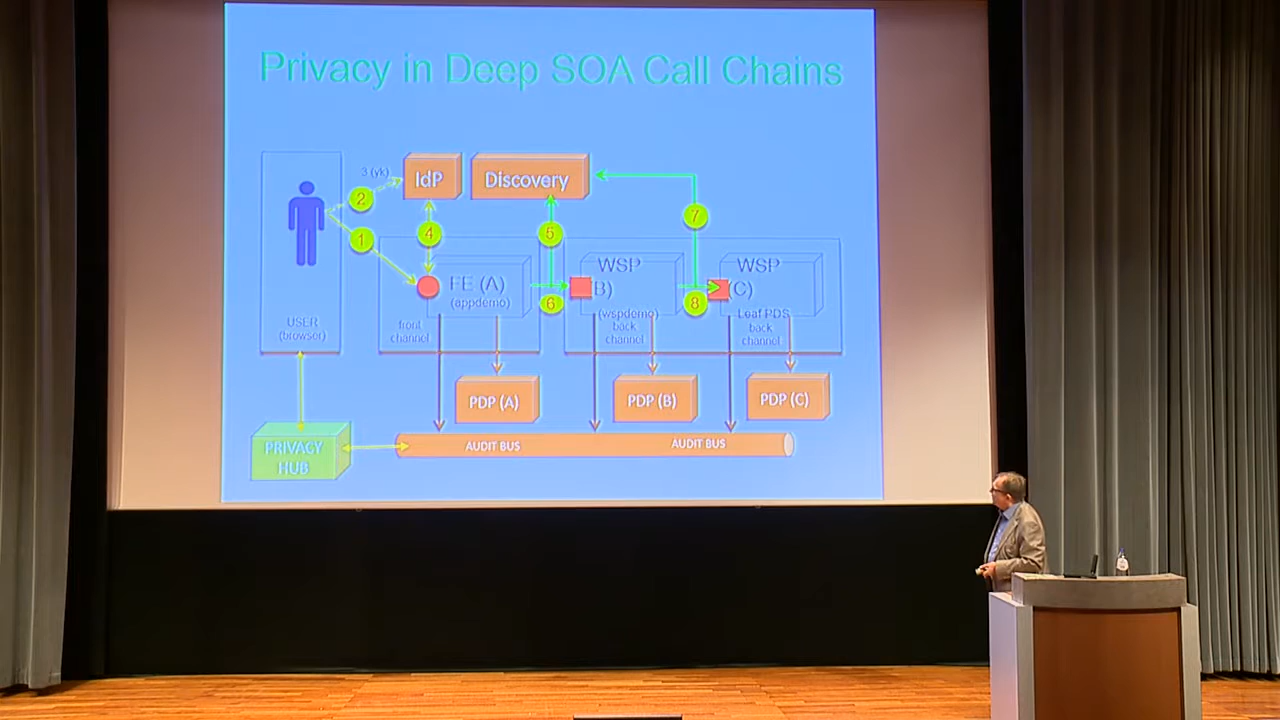 Privacy in Deep SOA Call Chains
3 (yk)
IdP
Discovery
2
1
4
5
7
FE (A)
(appdemo)
6
WSP
B)
(wspdemo)
8
WSP
(C)
Leaf PDS
USER
(browser)
front
channel
back
channel
back
channel
PDP (A)
PDP (B)
PDP (C)
PRIVACY
HUB
AUDIT BUS
AUDIT BUS